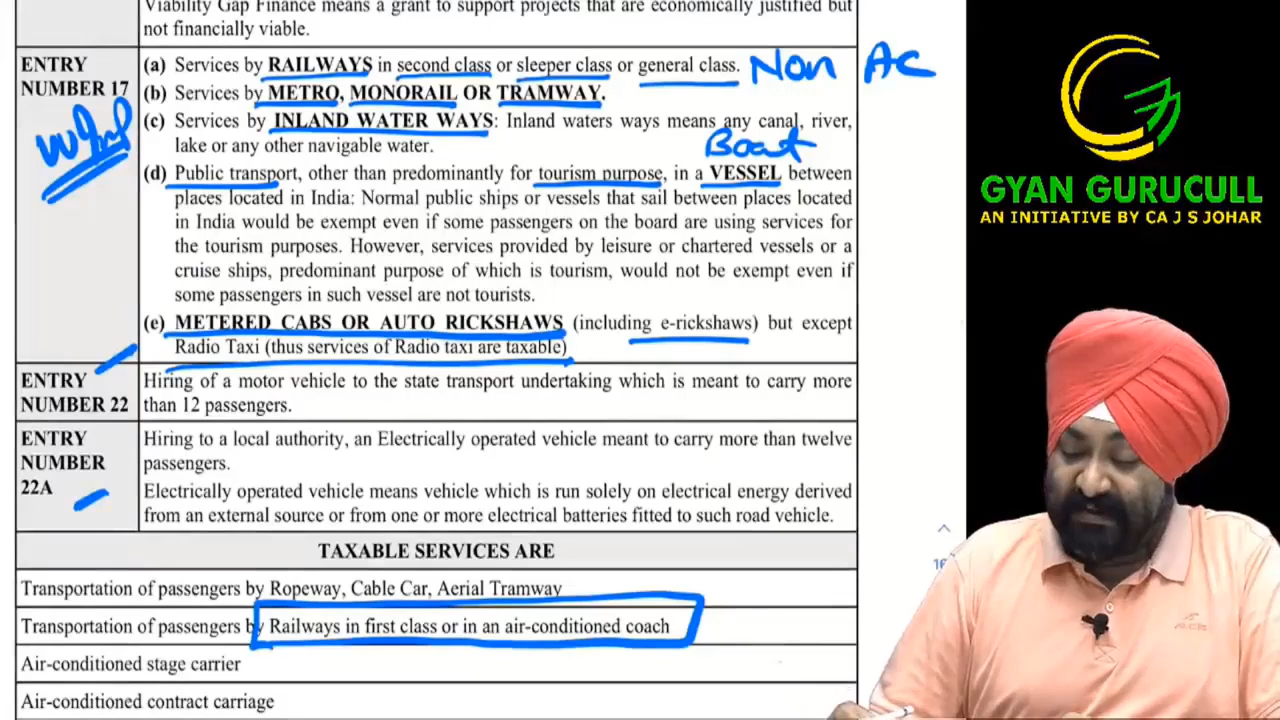 Viability Gap Finance means a grant to support projects that are economically justified but
not financially viable.
ENTRY
NUMBER 17
(a) Services by RAILWAYS in second class or sleeper class or general class.
Non AC
(b) Services by METRO, MONORAIL OR TRAMWAY.
(c) Services by INLAND WATER WAYS: Inland waters ways means any canal, river,
lake or any other navigable water.
Boat
(d) Public transport, other than predominantly for tourism purpose, in a VESSEL between
places located in India: Normal public ships or vessels that sail between places located
in India would be exempt even if some passengers on the board are using services for
the tourism purposes. However, services provided by leisure or chartered vessels or a
cruise ships, predominant purpose of which is tourism, would not be exempt even if
some passengers in such vessel are not tourists.
(e) METERED CABS OR AUTO RICKSHAWS (including e-rickshaws) but except
Radio Taxi (thus services of Radio taxi are taxable)
ENTRY
NUMBER 22
Hiring of a motor vehicle to the state transport undertaking which is meant to carry more
than 12 passengers.
ENTRY
NUMBER
22A
Hiring to a local authority, an Electrically operated vehicle meant to carry more than twelve
passengers.
Electrically operated vehicle means vehicle which is run solely on electrical energy derived
from an external source or from one or more electrical batteries fitted to such road vehicle.
TAXABLE SERVICES ARE
Transportation of passengers by Ropeway, Cable Car, Aerial Tramway
Transportation of passengers by Railways in first class or in an air-conditioned coach
Air-conditioned stage carrier
Air-conditioned contract carriage
GYAN GURUCULL
AN INITIATIVE BY CA J S JOHAR